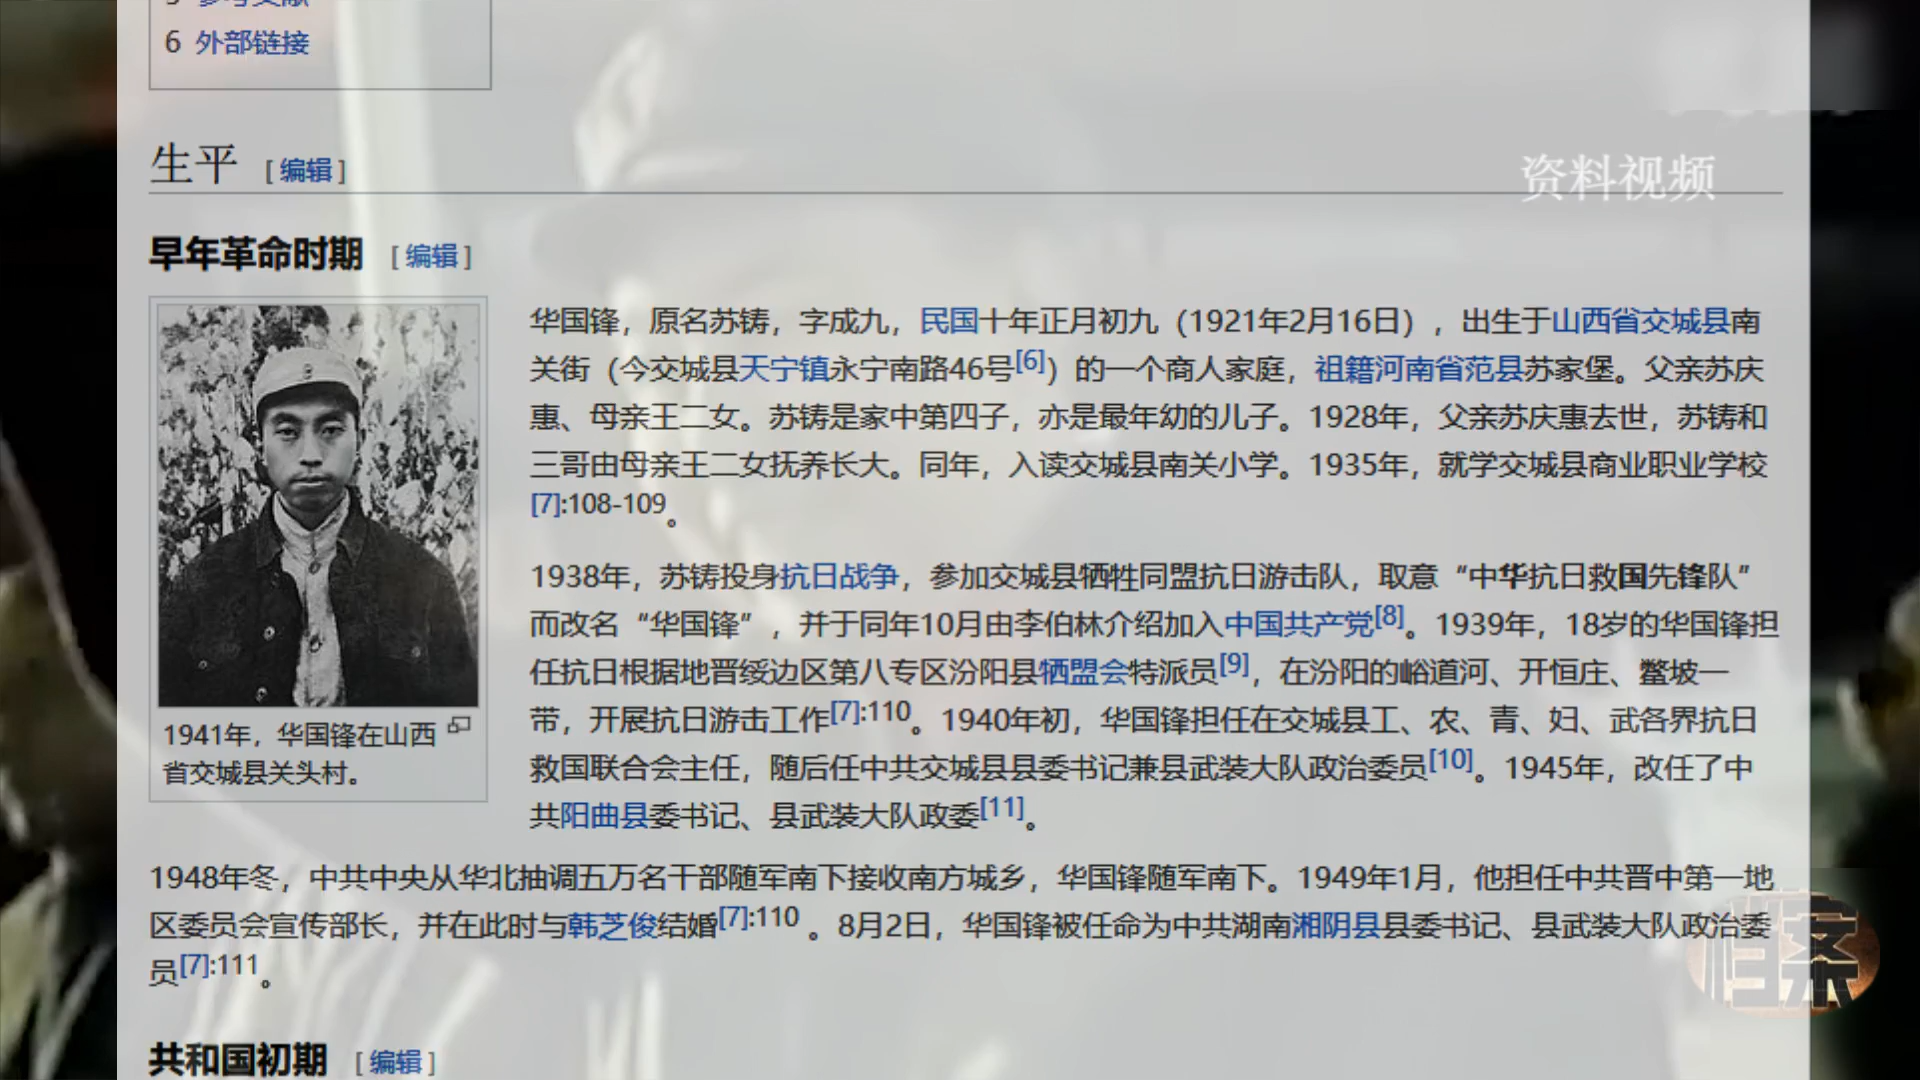 6 外部链接
生平 [编辑]
资料视频
早年革命时期 [编辑]
华国锋，原名苏铸，字成九，民国十年正月初九（1921年2月16日），出生于山西省交城县南
关街（今交城县天宁镇永宁南路46号[6]）的一个商人家庭，祖籍河南省范县苏家堡。父亲苏庆
惠、母亲王二女。苏铸是家中第四子，亦是最年幼的儿子。1928年，父亲苏庆惠去世，苏铸和
三哥由母亲王二女抚养长大。同年，入读交城县南关小学。1935年，就学交城县商业职业学校
[7]:108-109。
1938年，苏铸投身抗日战争，参加交城县牺牲同盟抗日游击队，取意“中华抗日救国先锋队”
而改名“华国锋”，并于同年10月由李伯林介绍加入中国共产党[8]。1939年，18岁的华国锋担
任抗日根据地晋绥边区第八专区汾阳县牺盟会特派员[9]，在汾阳的峪道河、开恒庄、鳖坡一
带，开展抗日游击工作[7]:110。1940年初，华国锋担任在交城县工、农、青、妇、武各界抗日
救国联合会主任，随后任中共交城县县委书记兼县武装大队政治委员[10]。1945年，改任了中
共阳曲县委书记、县武装大队政委[11]。
1941年，华国锋在山西
省交城县关头村。
1948年冬，中共中央从华北抽调五万名干部随军南下接收南方城乡，华国锋随军南下。1949年1月，他担任中共晋中第一地
区委员会宣传部长，并在此时与韩芝俊结婚[7]:110。8月2日，华国锋被任命为中共湖南湘阴县县委书记、县武装大队政治委
员[7]:111。
档案
共和国初期 [编辑]